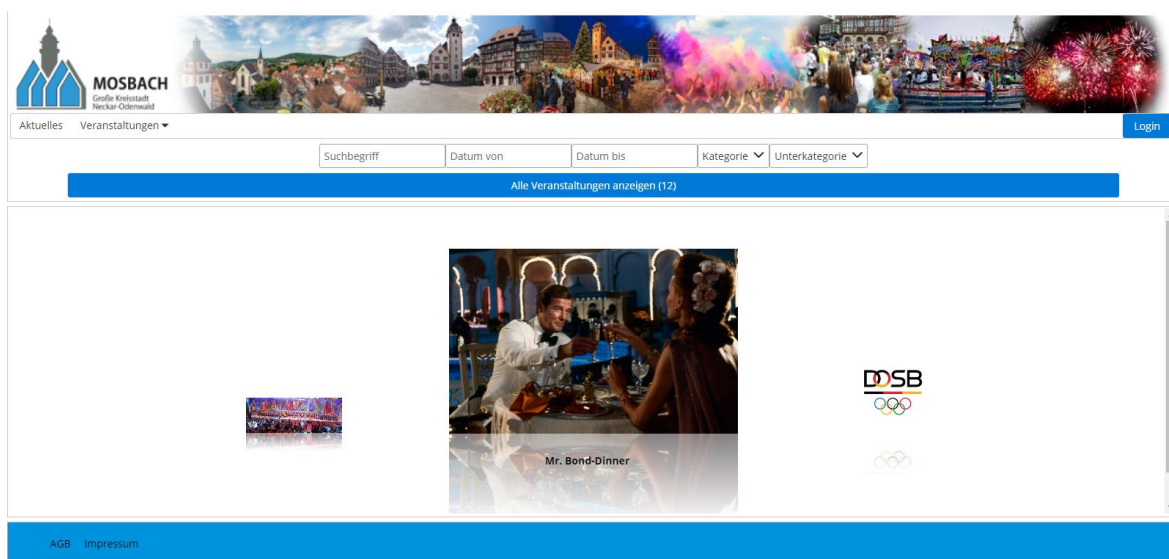 MOSBACH
Große Kreisstadt
Neckar-Odenwald
Aktuelles Veranstaltungen Login
Suchbegriff Datum von Datum bis Kategorie Unterkategorie
Alle Veranstaltungen anzeigen (12)
DOSB
Mr. Bond-Dinner
AGB Impressum